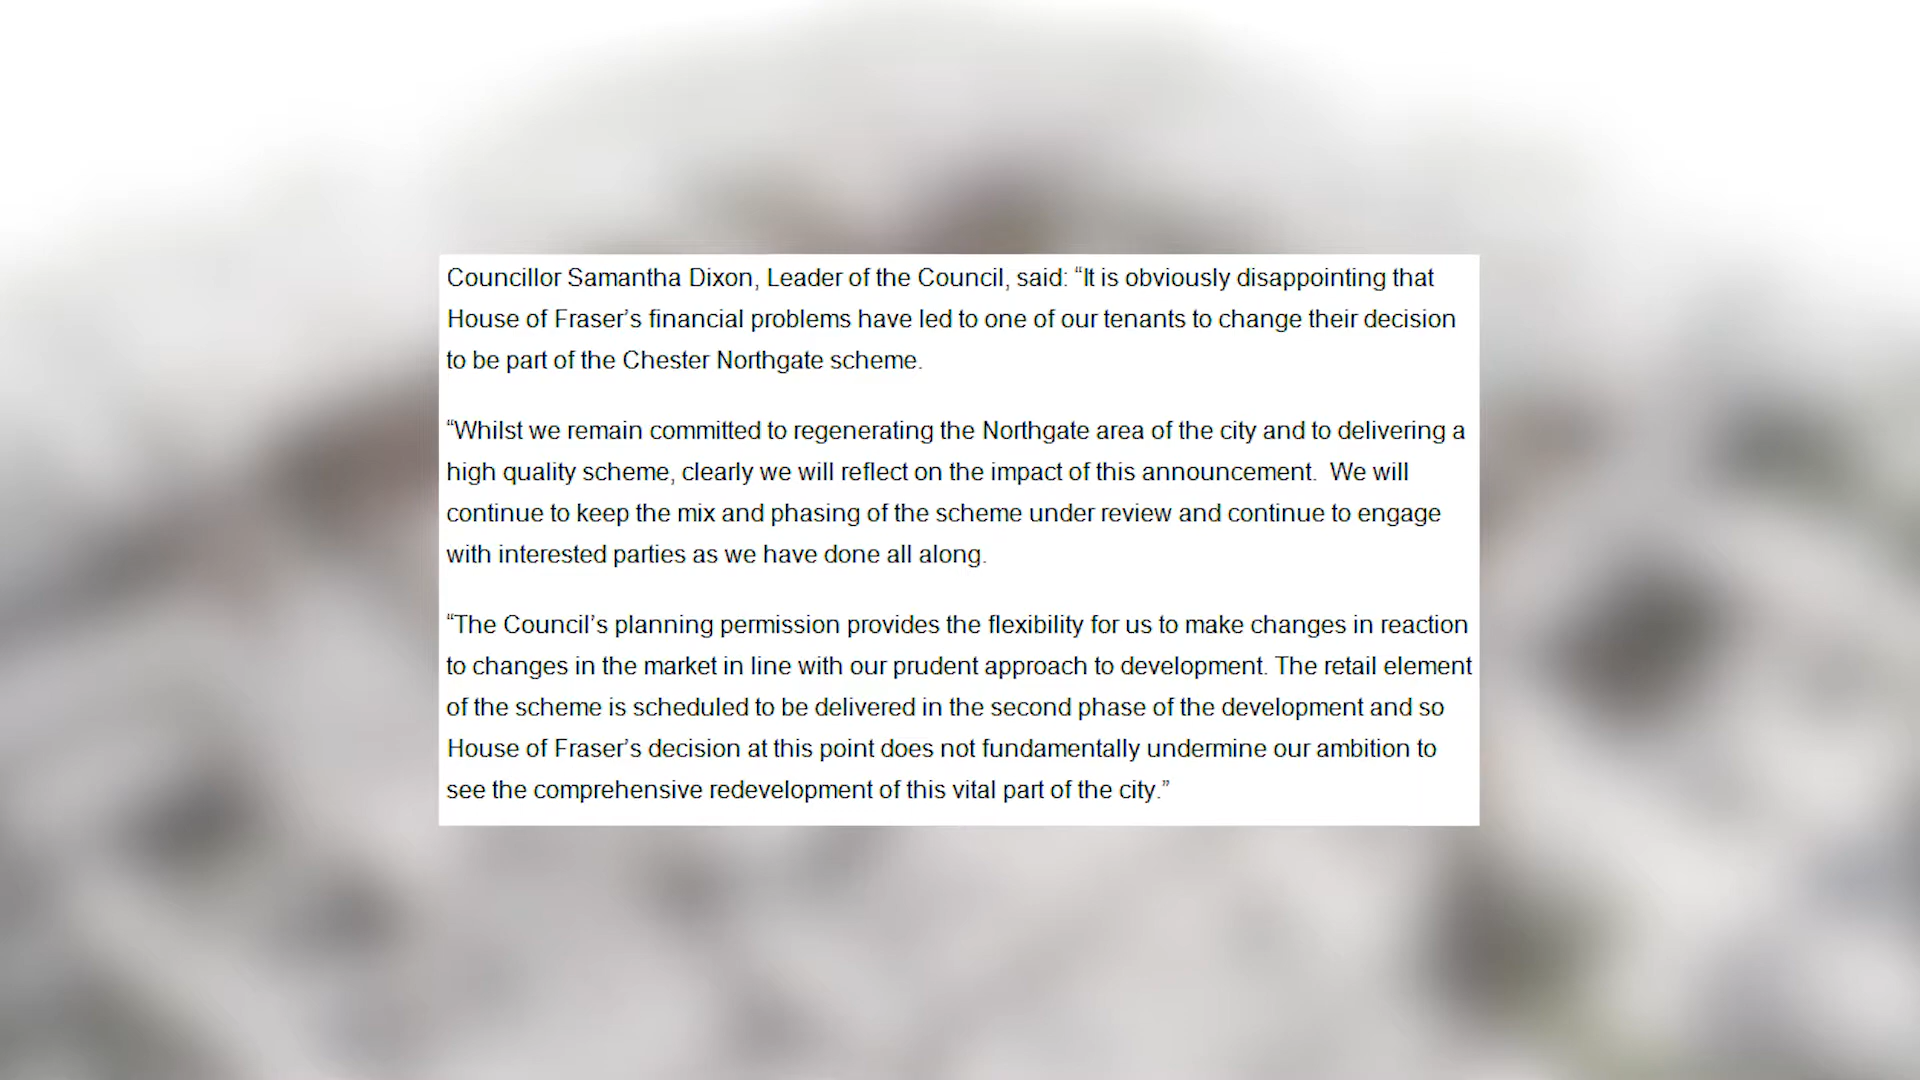 Councillor Samantha Dixon, Leader of the Council, said: “It is obviously disappointing that
House of Fraser’s financial problems have led to one of our tenants to change their decision
to be part of the Chester Northgate scheme.
“Whilst we remain committed to regenerating the Northgate area of the city and to delivering a
high quality scheme, clearly we will reflect on the impact of this announcement.  We will
continue to keep the mix and phasing of the scheme under review and continue to engage
with interested parties as we have done all along.
“The Council’s planning permission provides the flexibility for us to make changes in reaction
to changes in the market in line with our prudent approach to development. The retail element
of the scheme is scheduled to be delivered in the second phase of the development and so
House of Fraser’s decision at this point does not fundamentally undermine our ambition to
see the comprehensive redevelopment of this vital part of the city.”